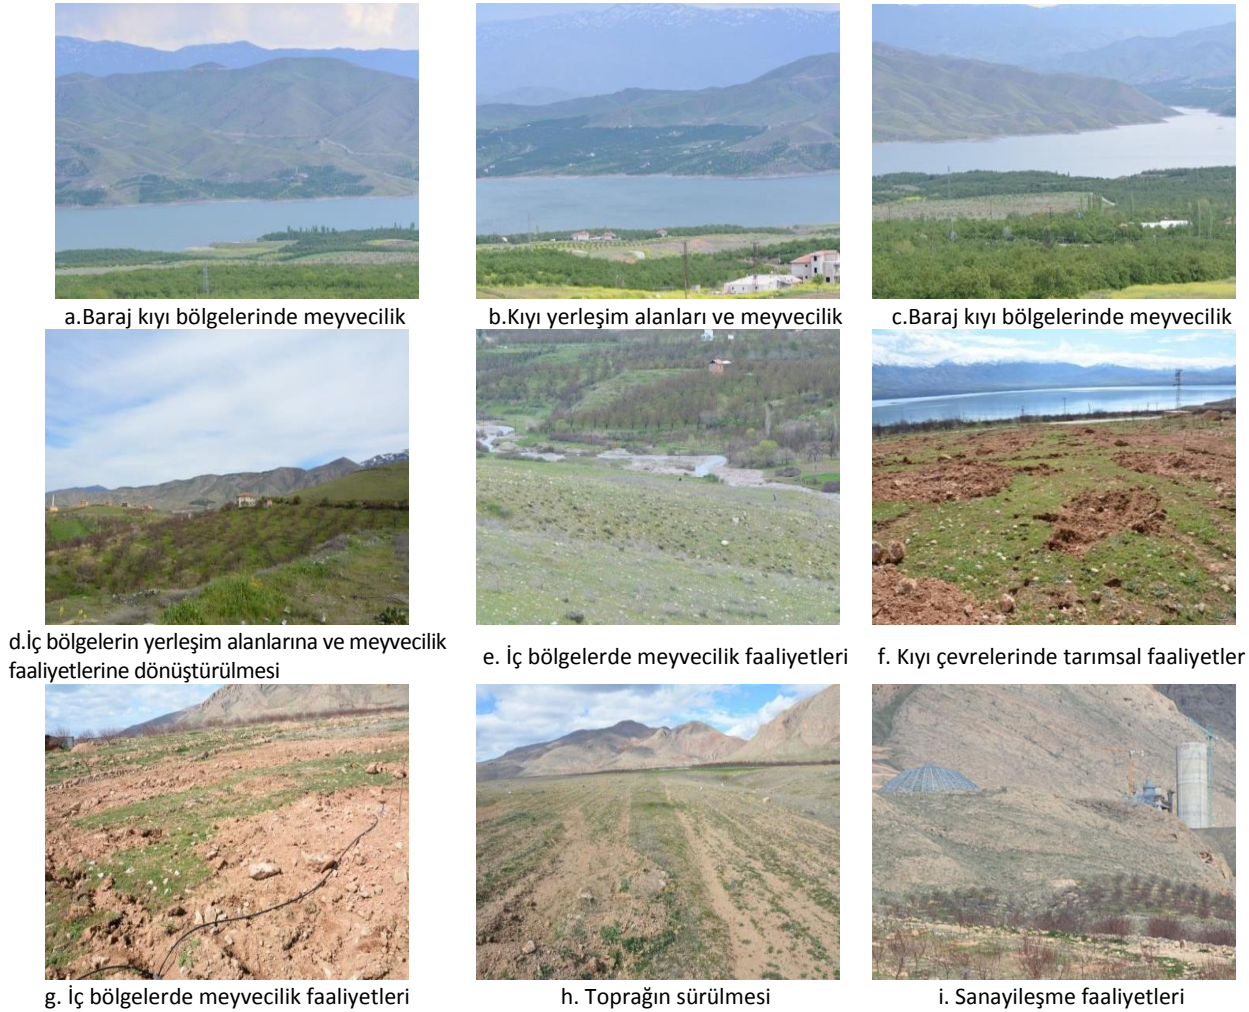 a.Baraj kıyı bölgelerinde meyvecilik
b.Kıyı yerleşim alanları ve meyvecilik
c.Baraj kıyı bölgelerinde meyvecilik
d.İç bölgelerin yerleşim alanlarına ve meyvecilik
faaliyetlerine dönüştürülmesi
e. İç bölgelerde meyvecilik faaliyetleri
f. Kıyı çevrelerinde tarımsal faaliyetler
g. İç bölgelerde meyvecilik faaliyetleri
h. Toprağın sürülmesi
i. Sanayileşme faaliyetleri